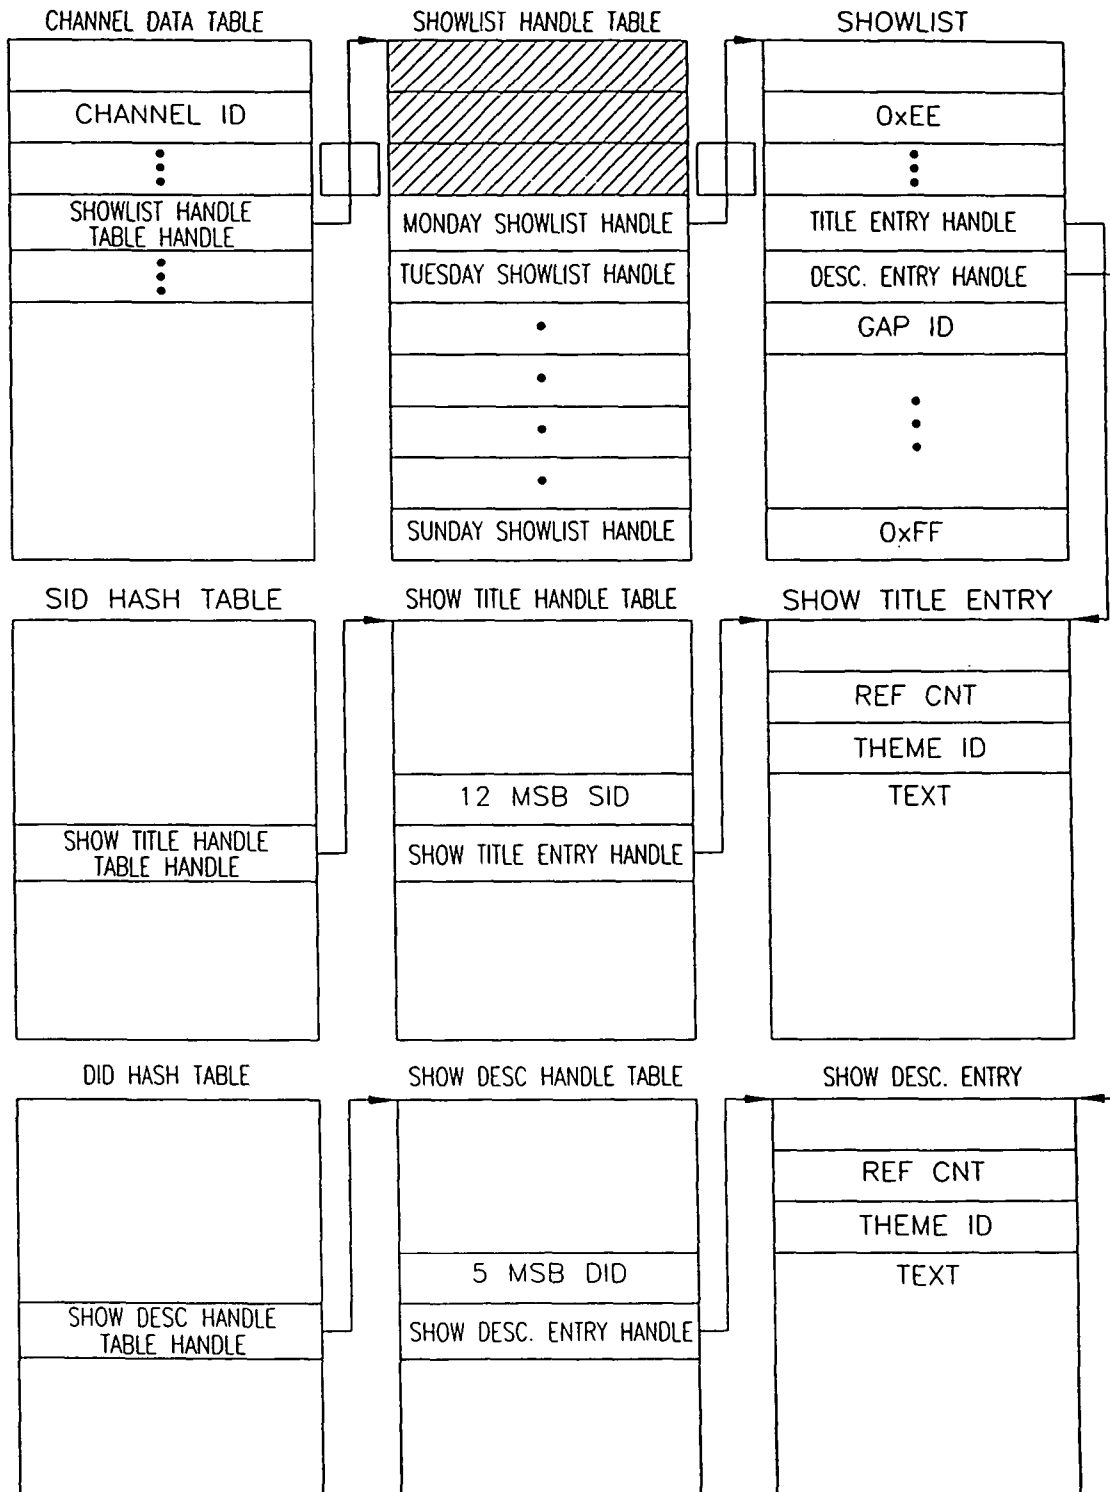 CHANNEL DATA TABLE
CHANNEL ID
SHOWLIST HANDLE
TABLE HANDLE
SHOWLIST HANDLE TABLE
MONDAY SHOWLIST HANDLE
TUESDAY SHOWLIST HANDLE
SUNDAY SHOWLIST HANDLE
SHOWLIST
0xEE
TITLE ENTRY HANDLE
DESC. ENTRY HANDLE
GAP ID
0xFF
SID HASH TABLE
SHOW TITLE HANDLE
TABLE HANDLE
SHOW TITLE HANDLE TABLE
12 MSB SID
SHOW TITLE ENTRY HANDLE
SHOW TITLE ENTRY
REF CNT
THEME ID
TEXT
DID HASH TABLE
SHOW DESC HANDLE
TABLE HANDLE
SHOW DESC HANDLE TABLE
5 MSB DID
SHOW DESC. ENTRY HANDLE
SHOW DESC. ENTRY
REF CNT
THEME ID
TEXT